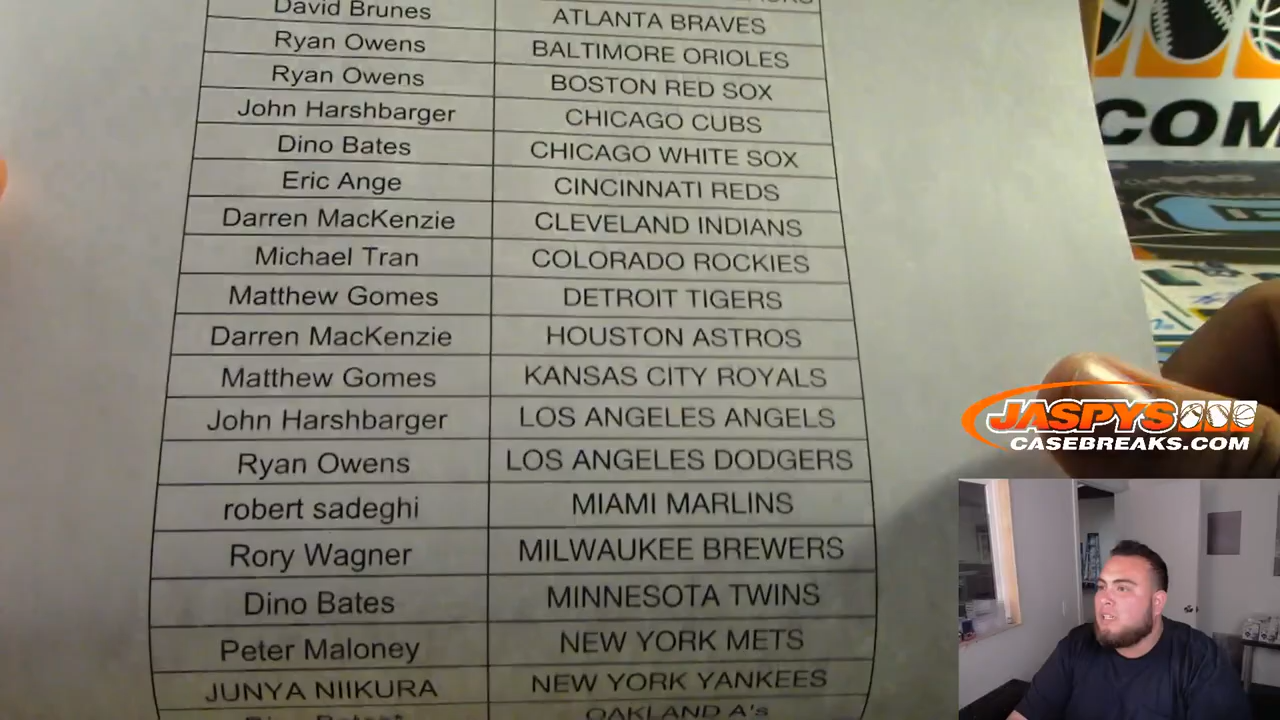 David Brunes ATLANTA BRAVES
Ryan Owens BALTIMORE ORIOLES
Ryan Owens BOSTON RED SOX
John Harshbarger CHICAGO CUBS
Dino Bates CHICAGO WHITE SOX
Eric Ange CINCINNATI REDS
Darren MacKenzie CLEVELAND INDIANS
Michael Tran COLORADO ROCKIES
Matthew Gomes DETROIT TIGERS
Darren MacKenzie HOUSTON ASTROS
Matthew Gomes KANSAS CITY ROYALS
John Harshbarger LOS ANGELES ANGELS
Ryan Owens LOS ANGELES DODGERS
robert sadeghi MIAMI MARLINS
Rory Wagner MILWAUKEE BREWERS
Dino Bates MINNESOTA TWINS
Peter Maloney NEW YORK METS
JUNYA NIIKURA NEW YORK YANKEES
OAKLAND A's
COM
JASPYS
CASEBREAKS.COM